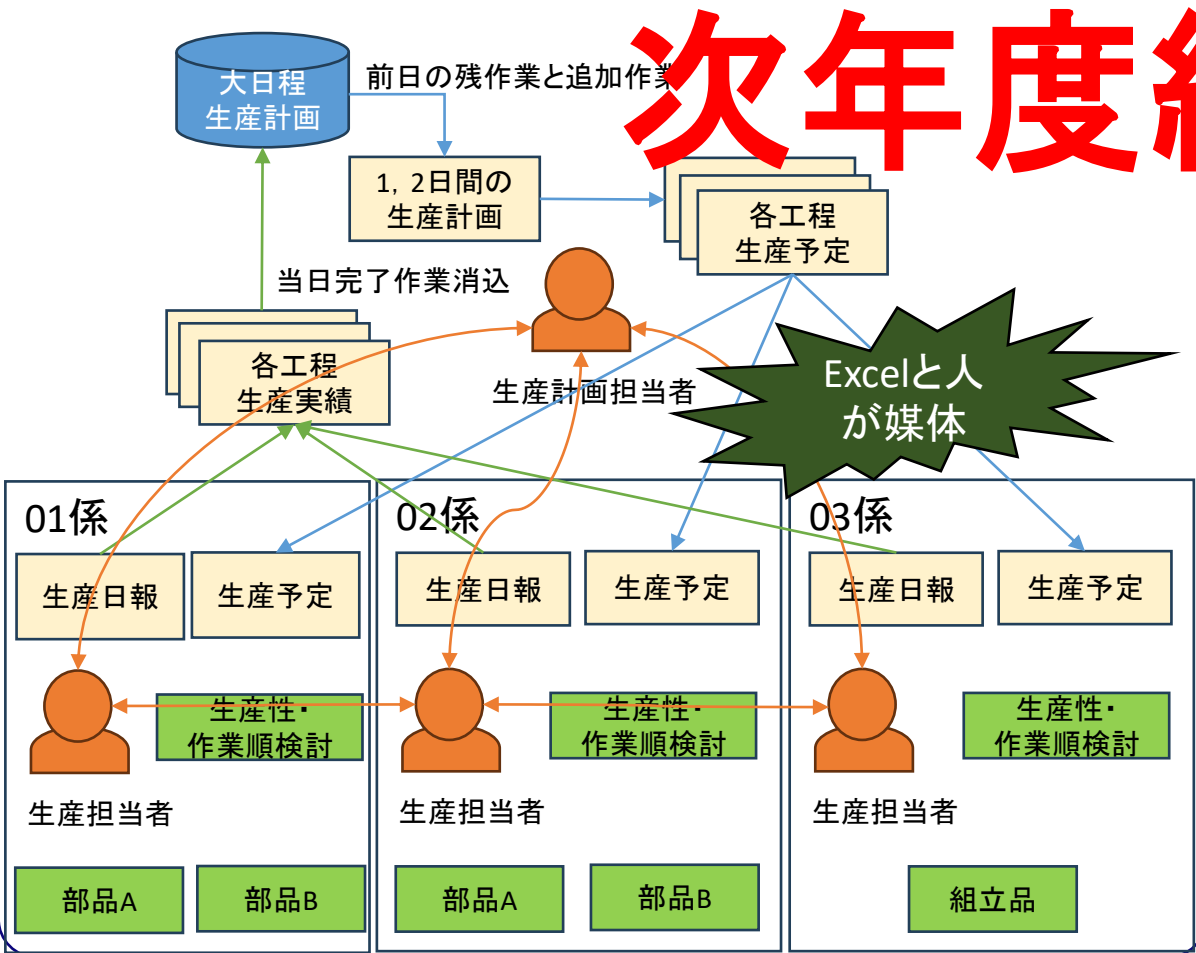 次年度
大日程
生産計画
前日の残作業と追加作業
1, 2日間の
生産計画
各工程
生産予定
当日完了作業消込
各工程
生産実績
生産計画担当者
Excelと人
が媒体
01係
生産日報
生産予定
生産性・
作業順検討
生産担当者
部品A
部品B
02係
生産日報
生産予定
生産性・
作業順検討
生産担当者
部品A
部品B
03係
生産日報
生産予定
生産性・
作業順検討
生産担当者
組立品